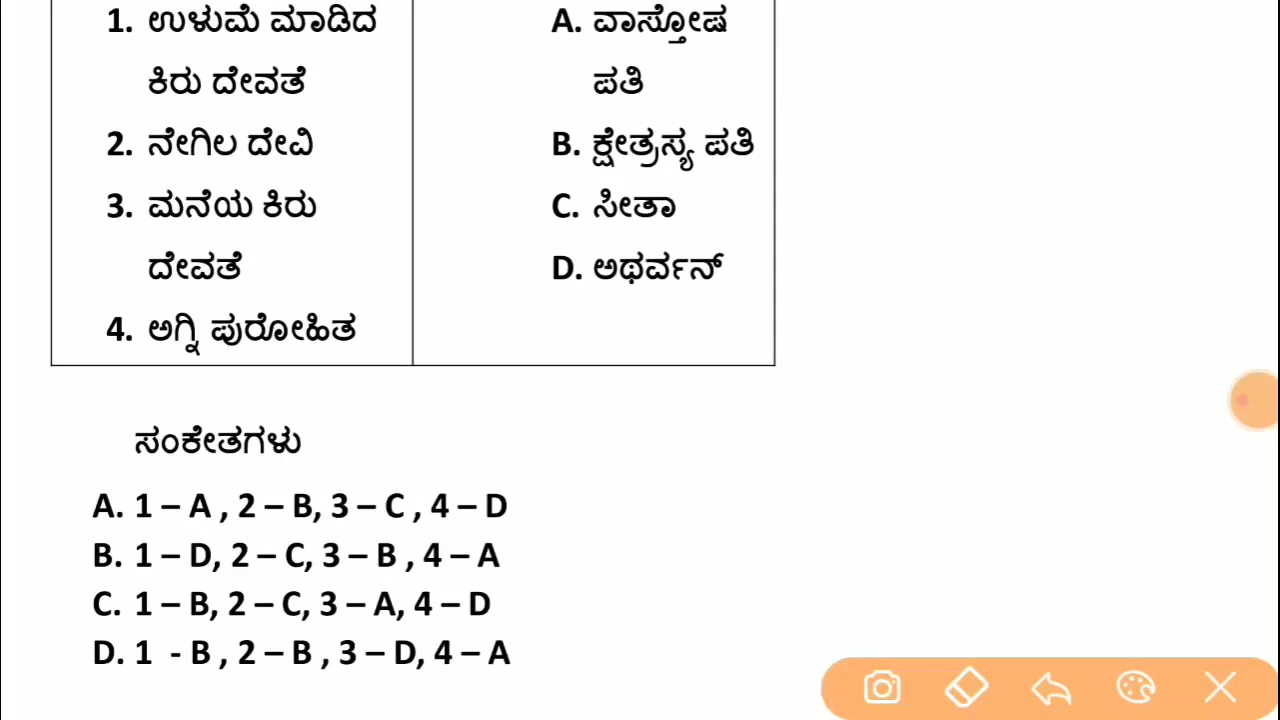 1. ಉಳುಮೆ ಮಾಡಿದ
ಕಿರು ದೇವತೆ
2. ನೇಗಿಲ ದೇವಿ
3. ಮನೆಯ ಕಿರು
ದೇವತೆ
4. ಅಗ್ನಿ ಪುರೋಹಿತ
A. ವಾಸ್ತೋಷ
ಪತಿ
B. ಕ್ಷೇತ್ರಸ್ಯ ಪತಿ
C. ಸೀತಾ
D. ಅಥರ್ವನ್
ಸಂಕೇತಗಳು
A. 1 – A , 2 – B, 3 – C , 4 – D
B. 1 – D, 2 – C, 3 – B , 4 – A
C. 1 – B, 2 – C, 3 – A, 4 – D
D. 1 - B , 2 – B , 3 – D, 4 – A